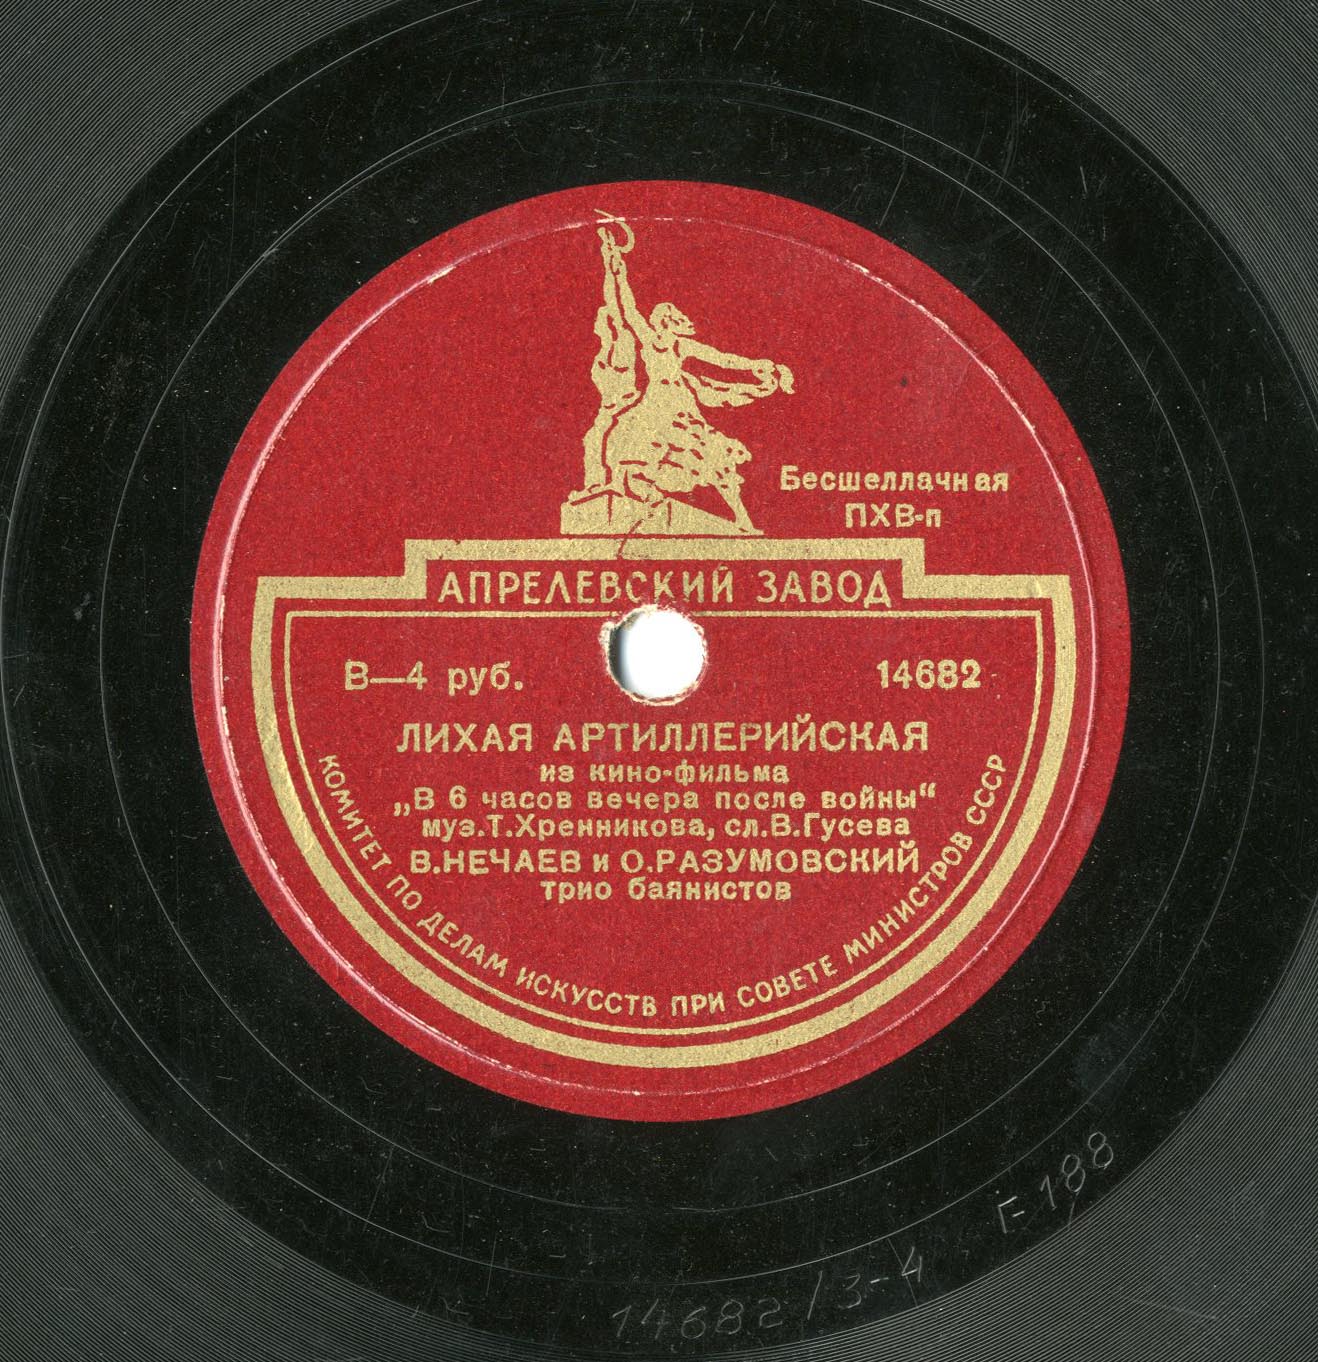 Бесшеллачная
ПХВ-п
АПРЕЛЕВСКИЙ ЗАВОД
В—4 руб.
14682
ЛИХАЯ АРТИЛЛЕРИЙСКАЯ
из кино-фильма
„В 6 часов вечера после войны“
муз.Т.Хренникова, сл.В.Гусева
В.НЕЧАЕВ и О.РАЗУМОВСКИЙ
трио баянистов
КОМИТЕТ ПО ДЕЛАМ ИСКУССТВ ПРИ СОВЕТЕ МИНИСТРОВ СССР
14682 /3-4
Г-188